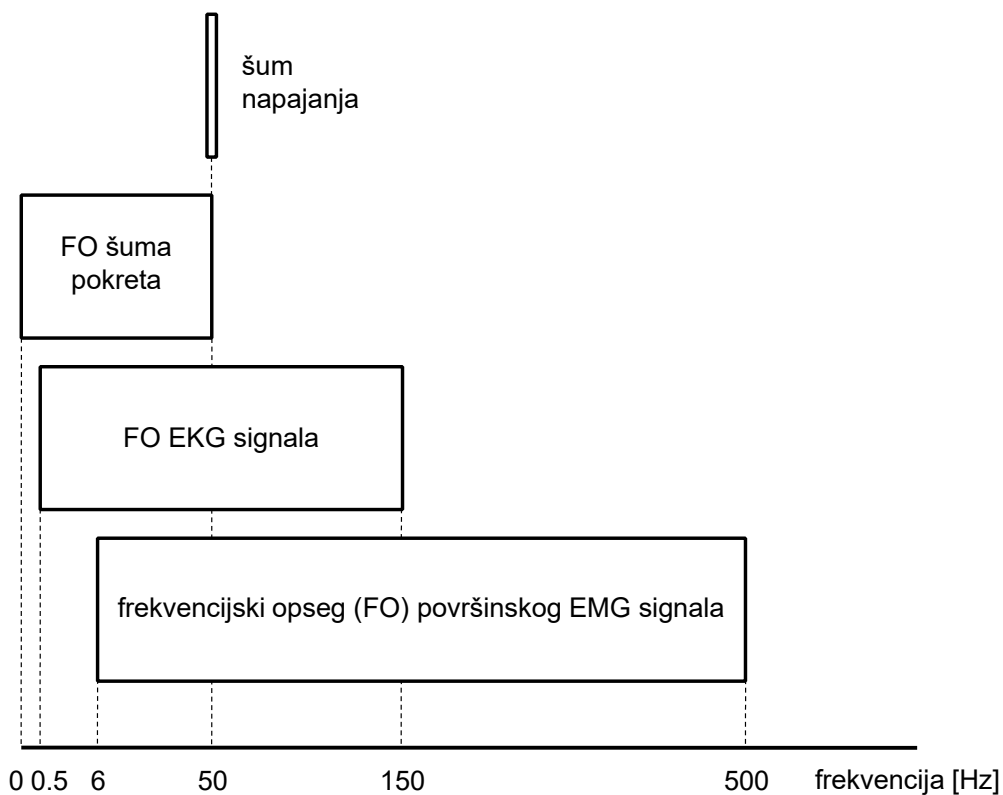 šum
napajanja
FO šuma
pokreta
FO EKG signala
frekvencijski opseg (FO) površinskog EMG signala
0 0.5 6 50 150 500 frekvencija [Hz]